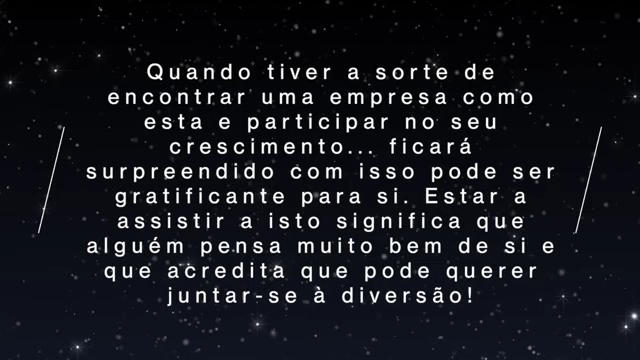 Quando tiver a sorte de
encontrar uma empresa como
esta e participar no seu
crescimento... ficará
surpreendido com isso pode ser
gratificante para si. Estar a
assistir a isto significa que
alguém pensa muito bem de si e
que acredita que pode querer
juntar-se à diversão!